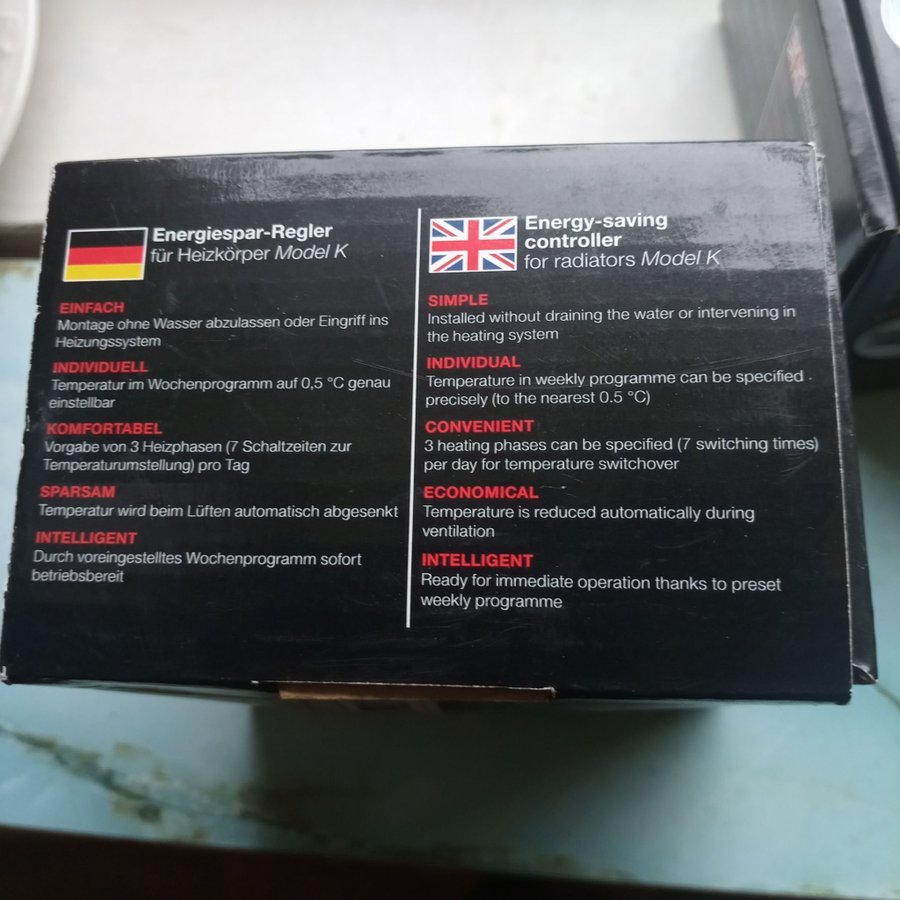 Energiespar-Regler
für Heizkörper Model K
EINFACH
Montage ohne Wasser abzulassen oder Eingriff ins
Heizungssystem
INDIVIDUELL
Temperatur im Wochenprogramm auf 0,5 °C genau
einstellbar
KOMFORTABEL
Vorgabe von 3 Heizphasen (7 Schaltzeiten zur
Temperaturumstellung) pro Tag
SPARSAM
Temperatur wird beim Lüften automatisch abgesenkt
INTELLIGENT
Durch voreingestelltes Wochenprogramm sofort
betriebsbereit
Energy-saving
controller
for radiators Model K
SIMPLE
Installed without draining the water or intervening in
the heating system
INDIVIDUAL
Temperature in weekly programme can be specified
precisely (to the nearest 0.5 °C)
CONVENIENT
3 heating phases can be specified (7 switching times)
per day for temperature switchover
ECONOMICAL
Temperature is reduced automatically during
ventilation
INTELLIGENT
Ready for immediate operation thanks to preset
weekly programme